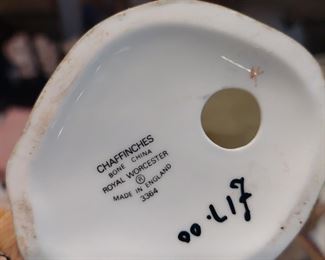 CHAFFINCHES
BONE CHINA
ROYAL WORCESTER
®
MADE IN ENGLAND
3364
£17.00